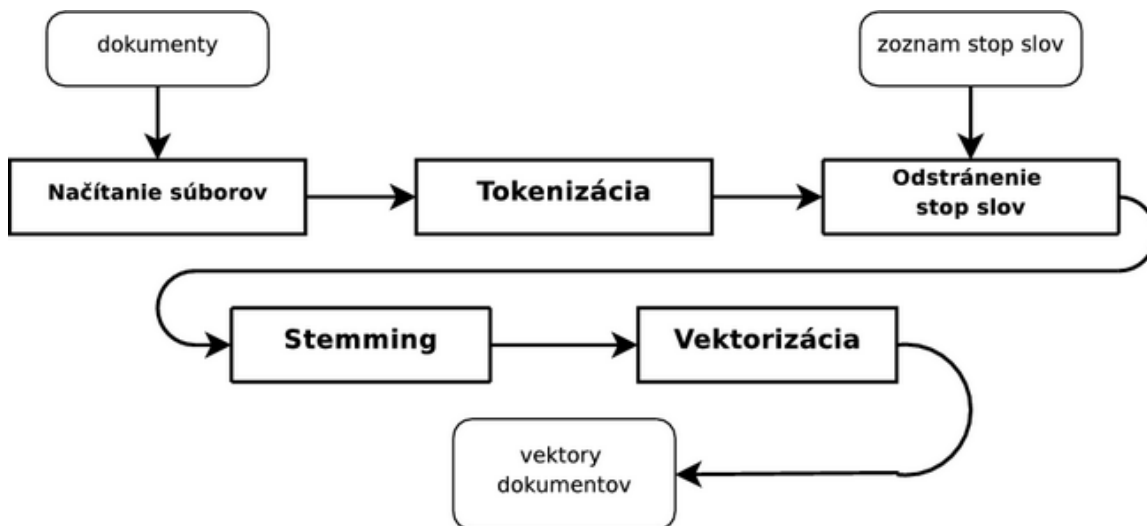 dokumenty
zoznam stop slov
Načítanie súborov
Tokenizácia
Odstránenie
stop slov
Stemming
Vektorizácia
vektory
dokumentov